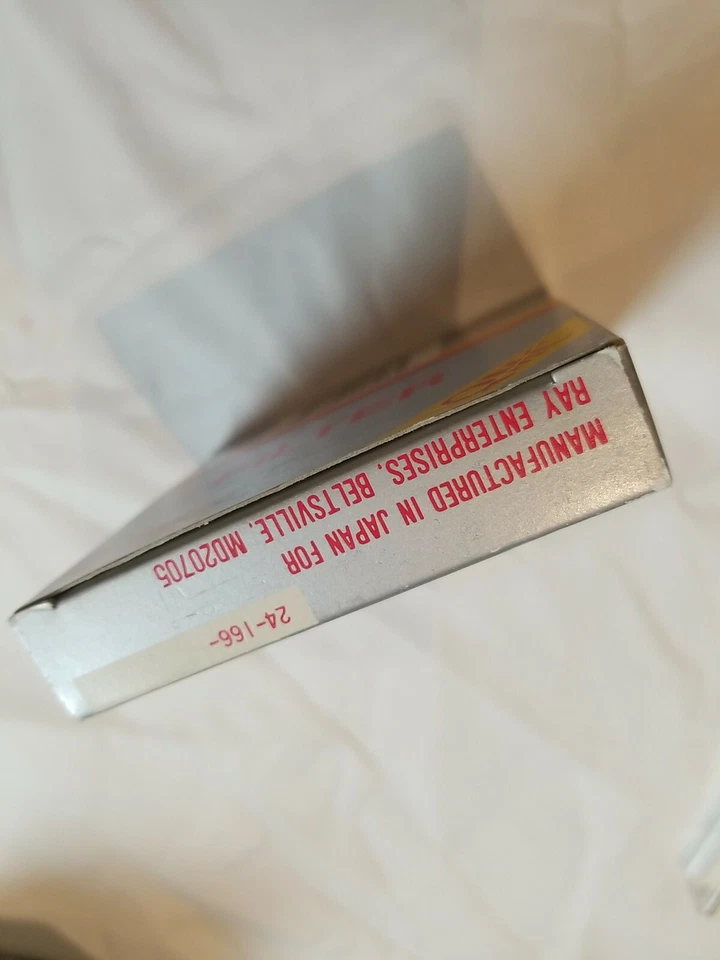 MANUFACTURED IN JAPAN FOR
RAY ENTERPRISES, BELTSVILLE, MD20705
24-166-